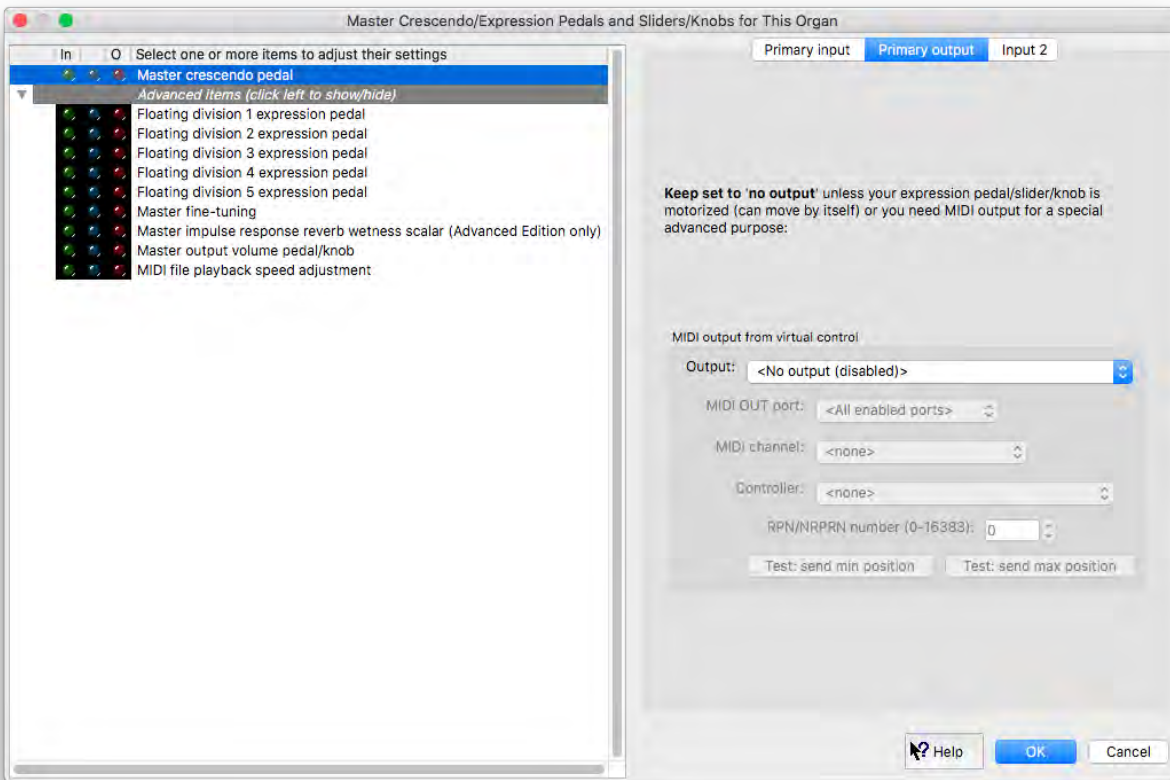 Master Crescendo/Expression Pedals and Sliders/Knobs for This Organ
In O Select one or more items to adjust their settings
Master crescendo pedal
Advanced items (click left to show/hide)
Floating division 1 expression pedal
Floating division 2 expression pedal
Floating division 3 expression pedal
Floating division 4 expression pedal
Floating division 5 expression pedal
Master fine-tuning
Master impulse response reverb wetness scalar (Advanced Edition only)
Master output volume pedal/knob
MIDI file playback speed adjustment
Primary input Primary output Input 2
Keep set to 'no output' unless your expression pedal/slider/knob is
motorized (can move by itself) or you need MIDI output for a special
advanced purpose:
MIDI output from virtual control
Output: <No output (disabled)>
MIDI OUT port: <All enabled ports>
MIDI channel: <none>
Controller: <none>
RPN/NRPRN number (0-16383): 0
Test: send min position Test: send max position
? Help OK Cancel